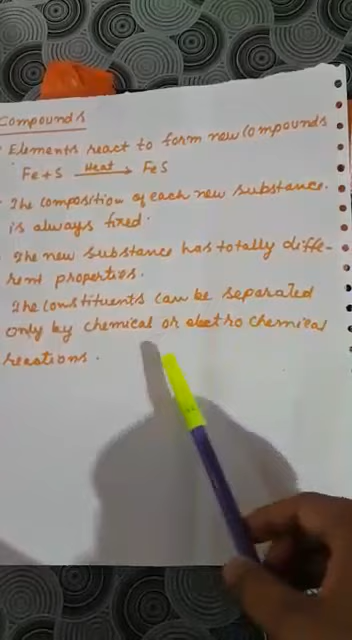 Compounds
· Elements react to form new compounds
Fe+S Heat→ FeS
· The composition of each new substance.
is always fixed.
· The new substance has totally diffe-
rent properties.
The constituents can be separated
only by chemical or electro chemical
reactions.